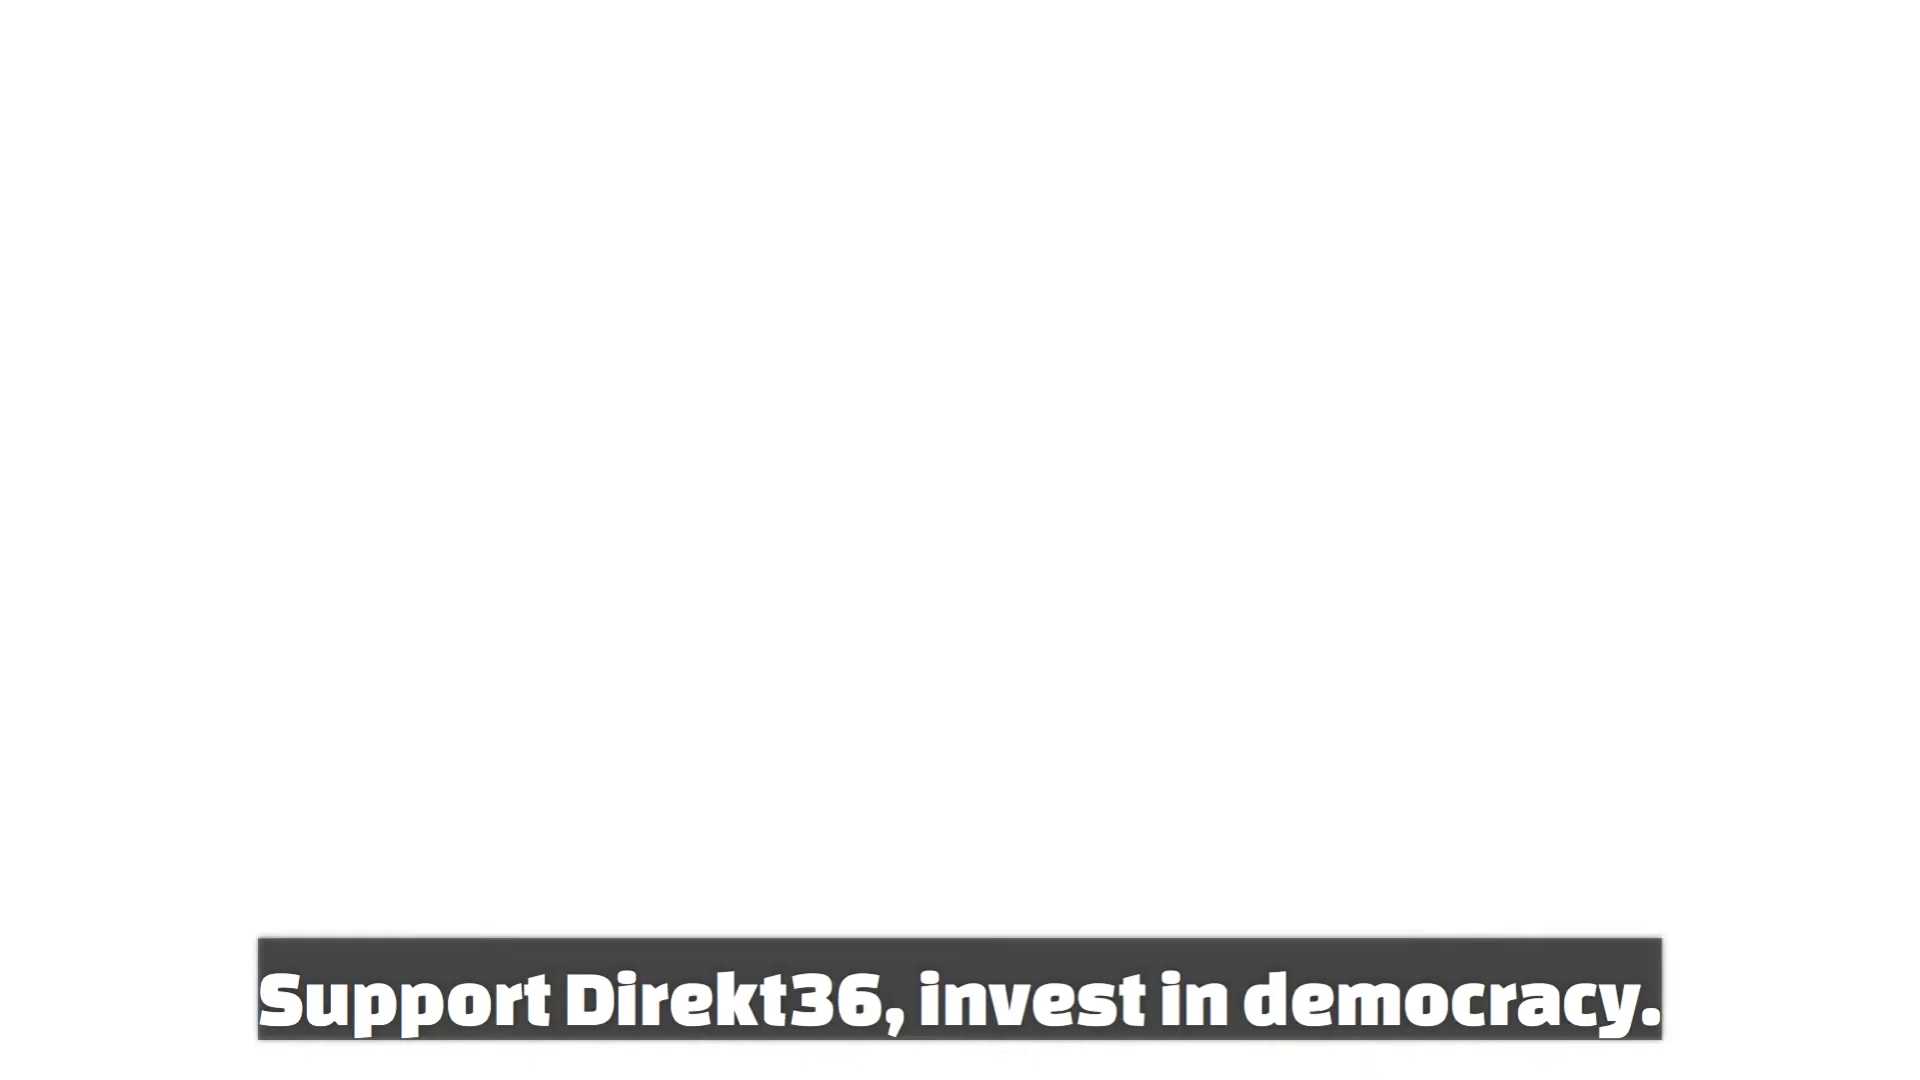 Support Direkt36, invest in democracy.